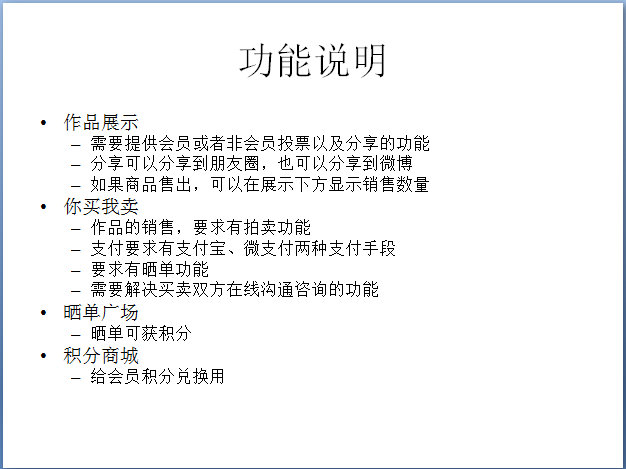 功能说明
• 作品展示
– 需要提供会员或者非会员投票以及分享的功能
– 分享可以分享到朋友圈，也可以分享到微博
– 如果商品售出，可以在展示下方显示销售数量
• 你买我卖
– 作品的销售，要求有拍卖功能
– 支付要求有支付宝、微支付两种支付手段
– 要求有晒单功能
– 需要解决买卖双方在线沟通咨询的功能
• 晒单广场
– 晒单可获积分
• 积分商城
– 给会员积分兑换用